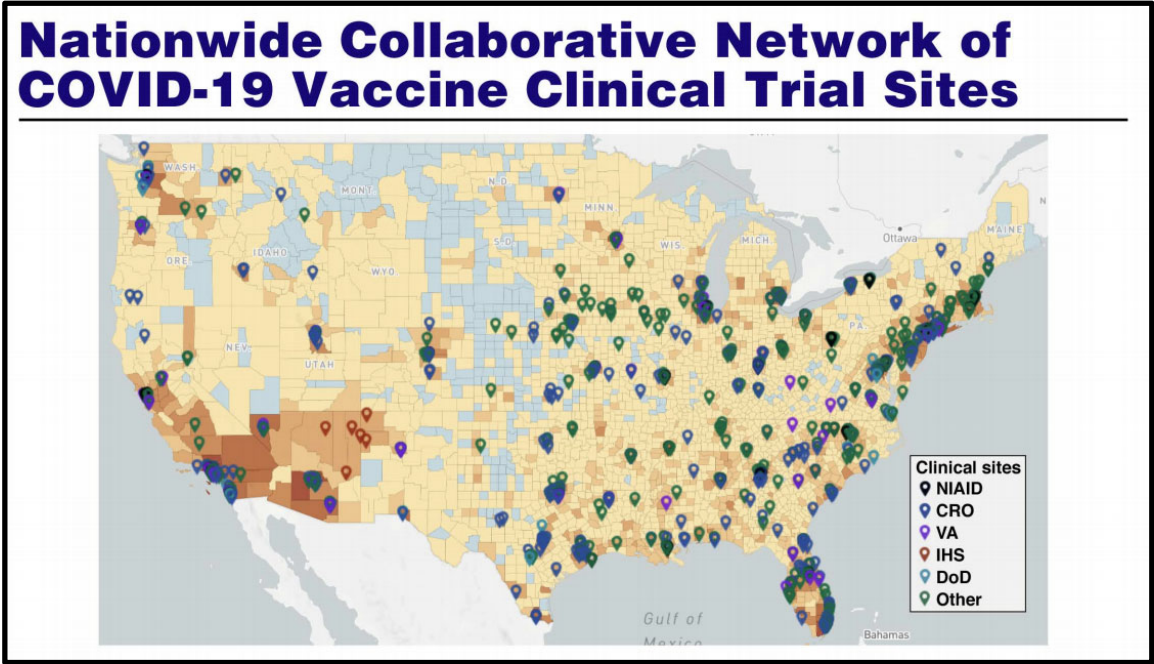 Nationwide Collaborative Network of
COVID-19 Vaccine Clinical Trial Sites
WASH.
MONT.
N.D.
MINN.
Ottawa
MAINE
N
ORE.
IDAHO
S.D.
WIS.
MICH.
WYO.
NEV.
UTAH
PA.
Clinical sites
NIAID
CRO
VA
IHS
DoD
Other
Gulf of
Mexico
Bahamas